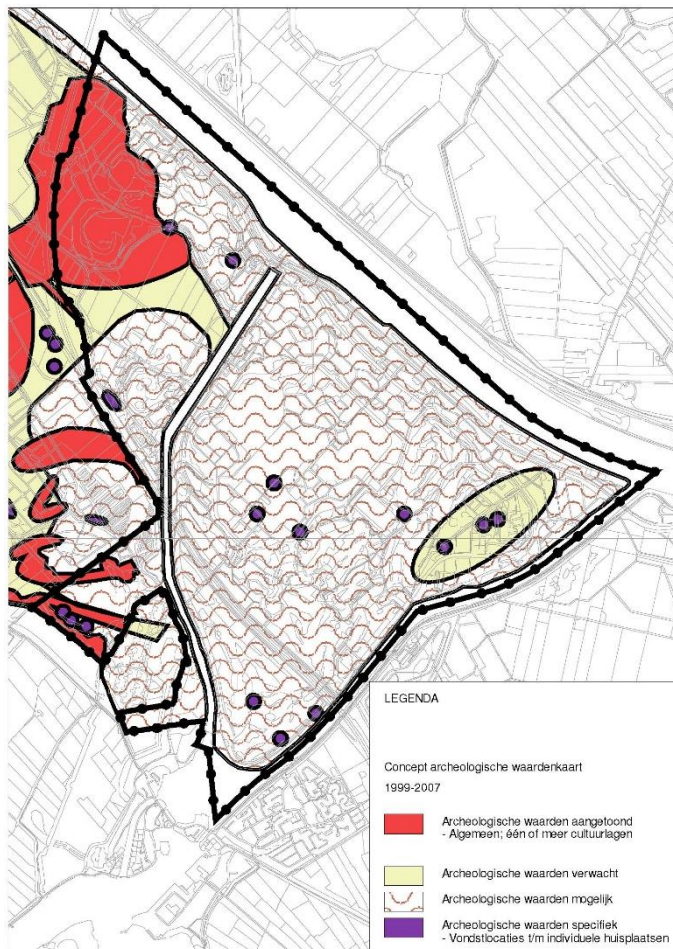 LEGENDA
Concept archeologische waardenkaart
1999-2007
Archeologische waarden aangetoond
- Algemeen; één of meer cultuurlagen
Archeologische waarden verwacht
Archeologische waarden mogelijk
Archeologische waarden specifiek
- Vondstlocaties t/m individuele huisplaatsen